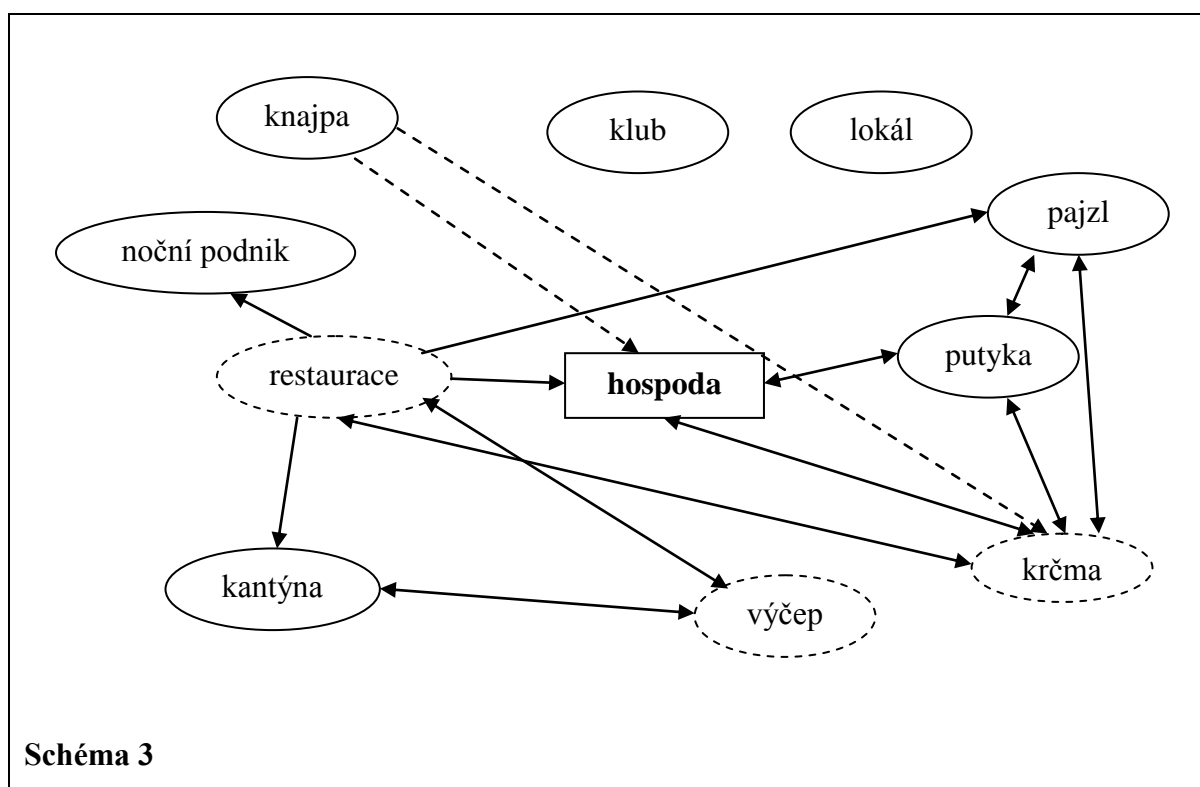 knajpa
klub
lokál
pajzl
noční podnik
putyka
restaurace
hospoda
krčma
kantýna
výčep
Schéma 3